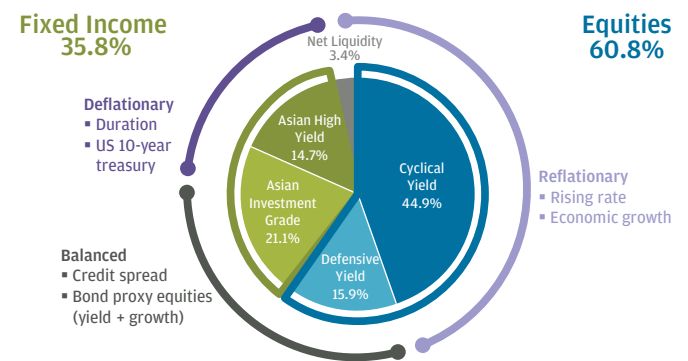 Fixed Income
35.8%
Equities
60.8%
Net Liquidity
3.4%
Deflationary
▪ Duration
▪ US 10-year
treasury
Asian High
Yield
14.7%
Cyclical
Yield
44.9%
Asian
Investment
Grade
21.1%
Reflationary
▪ Rising rate
▪ Economic growth
Balanced
▪ Credit spread
▪ Bond proxy equities
(yield + growth)
Defensive
Yield
15.9%